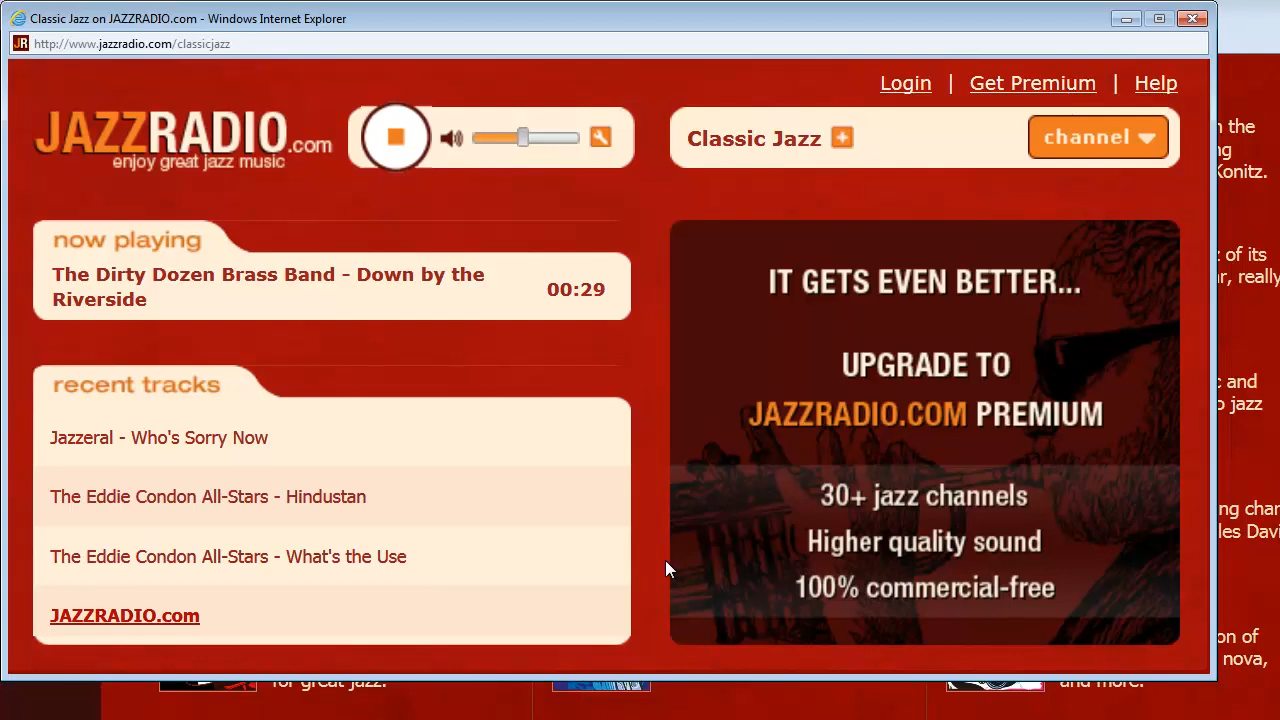 Classic Jazz on JAZZRADIO.com - Windows Internet Explorer
JR http://www.jazzradio.com/classicjazz
Login | Get Premium | Help
JAZZRADIO.com
enjoy great jazz music
Classic Jazz
channel
now playing
The Dirty Dozen Brass Band - Down by the
Riverside
00:29
recent tracks
Jazzeral - Who's Sorry Now
The Eddie Condon All-Stars - Hindustan
The Eddie Condon All-Stars - What's the Use
JAZZRADIO.com
IT GETS EVEN BETTER...
UPGRADE TO
JAZZRADIO.COM PREMIUM
30+ jazz channels
Higher quality sound
100% commercial-free
the
Konitz.
of its
really
and
jazz
on of
nova,
for great jazz.
and more.